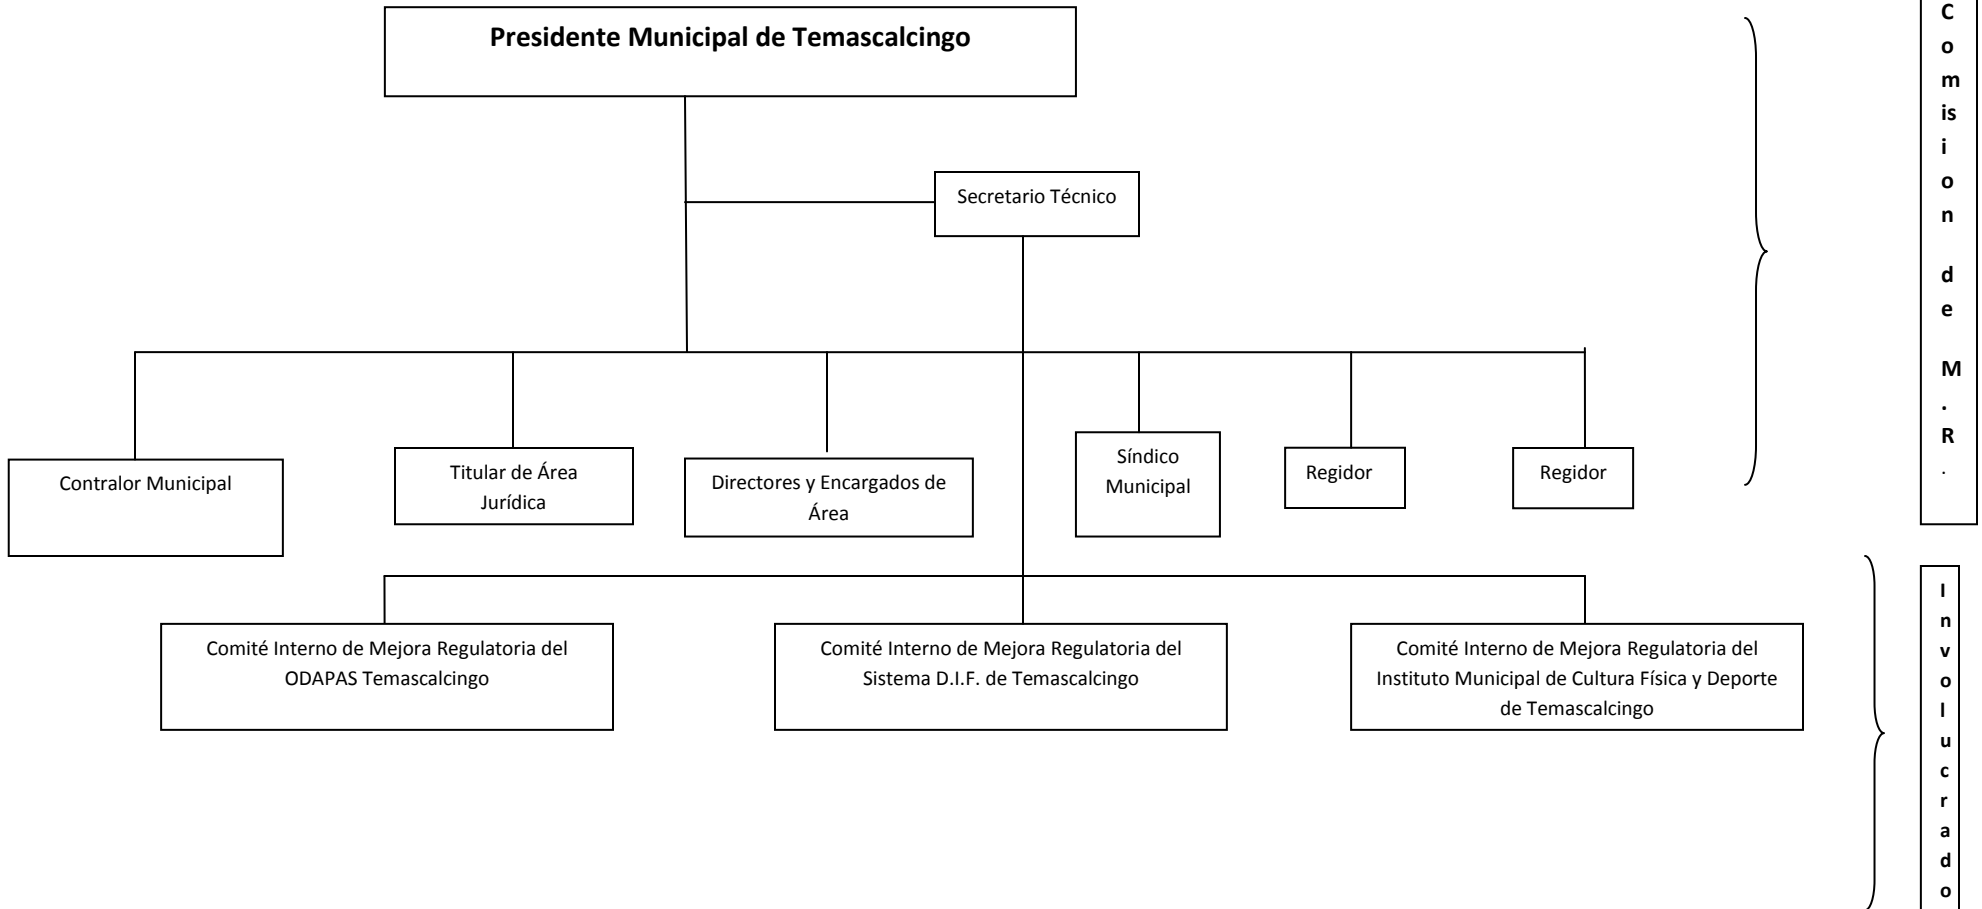 Presidente Municipal de Temascalcingo
Secretario Técnico
Contralor Municipal
Titular de Área
Jurídica
Directores y Encargados de
Área
Síndico
Municipal
Regidor
Regidor
Comité Interno de Mejora Regulatoria del
ODAPAS Temascalcingo
Comité Interno de Mejora Regulatoria del
Sistema D.I.F. de Temascalcingo
Comité Interno de Mejora Regulatoria del
Instituto Municipal de Cultura Física y Deporte
de Temascalcingo
C
o
m
is
i
o
n
d
e
M
.
R
.
I
n
v
o
l
u
c
r
a
d
o